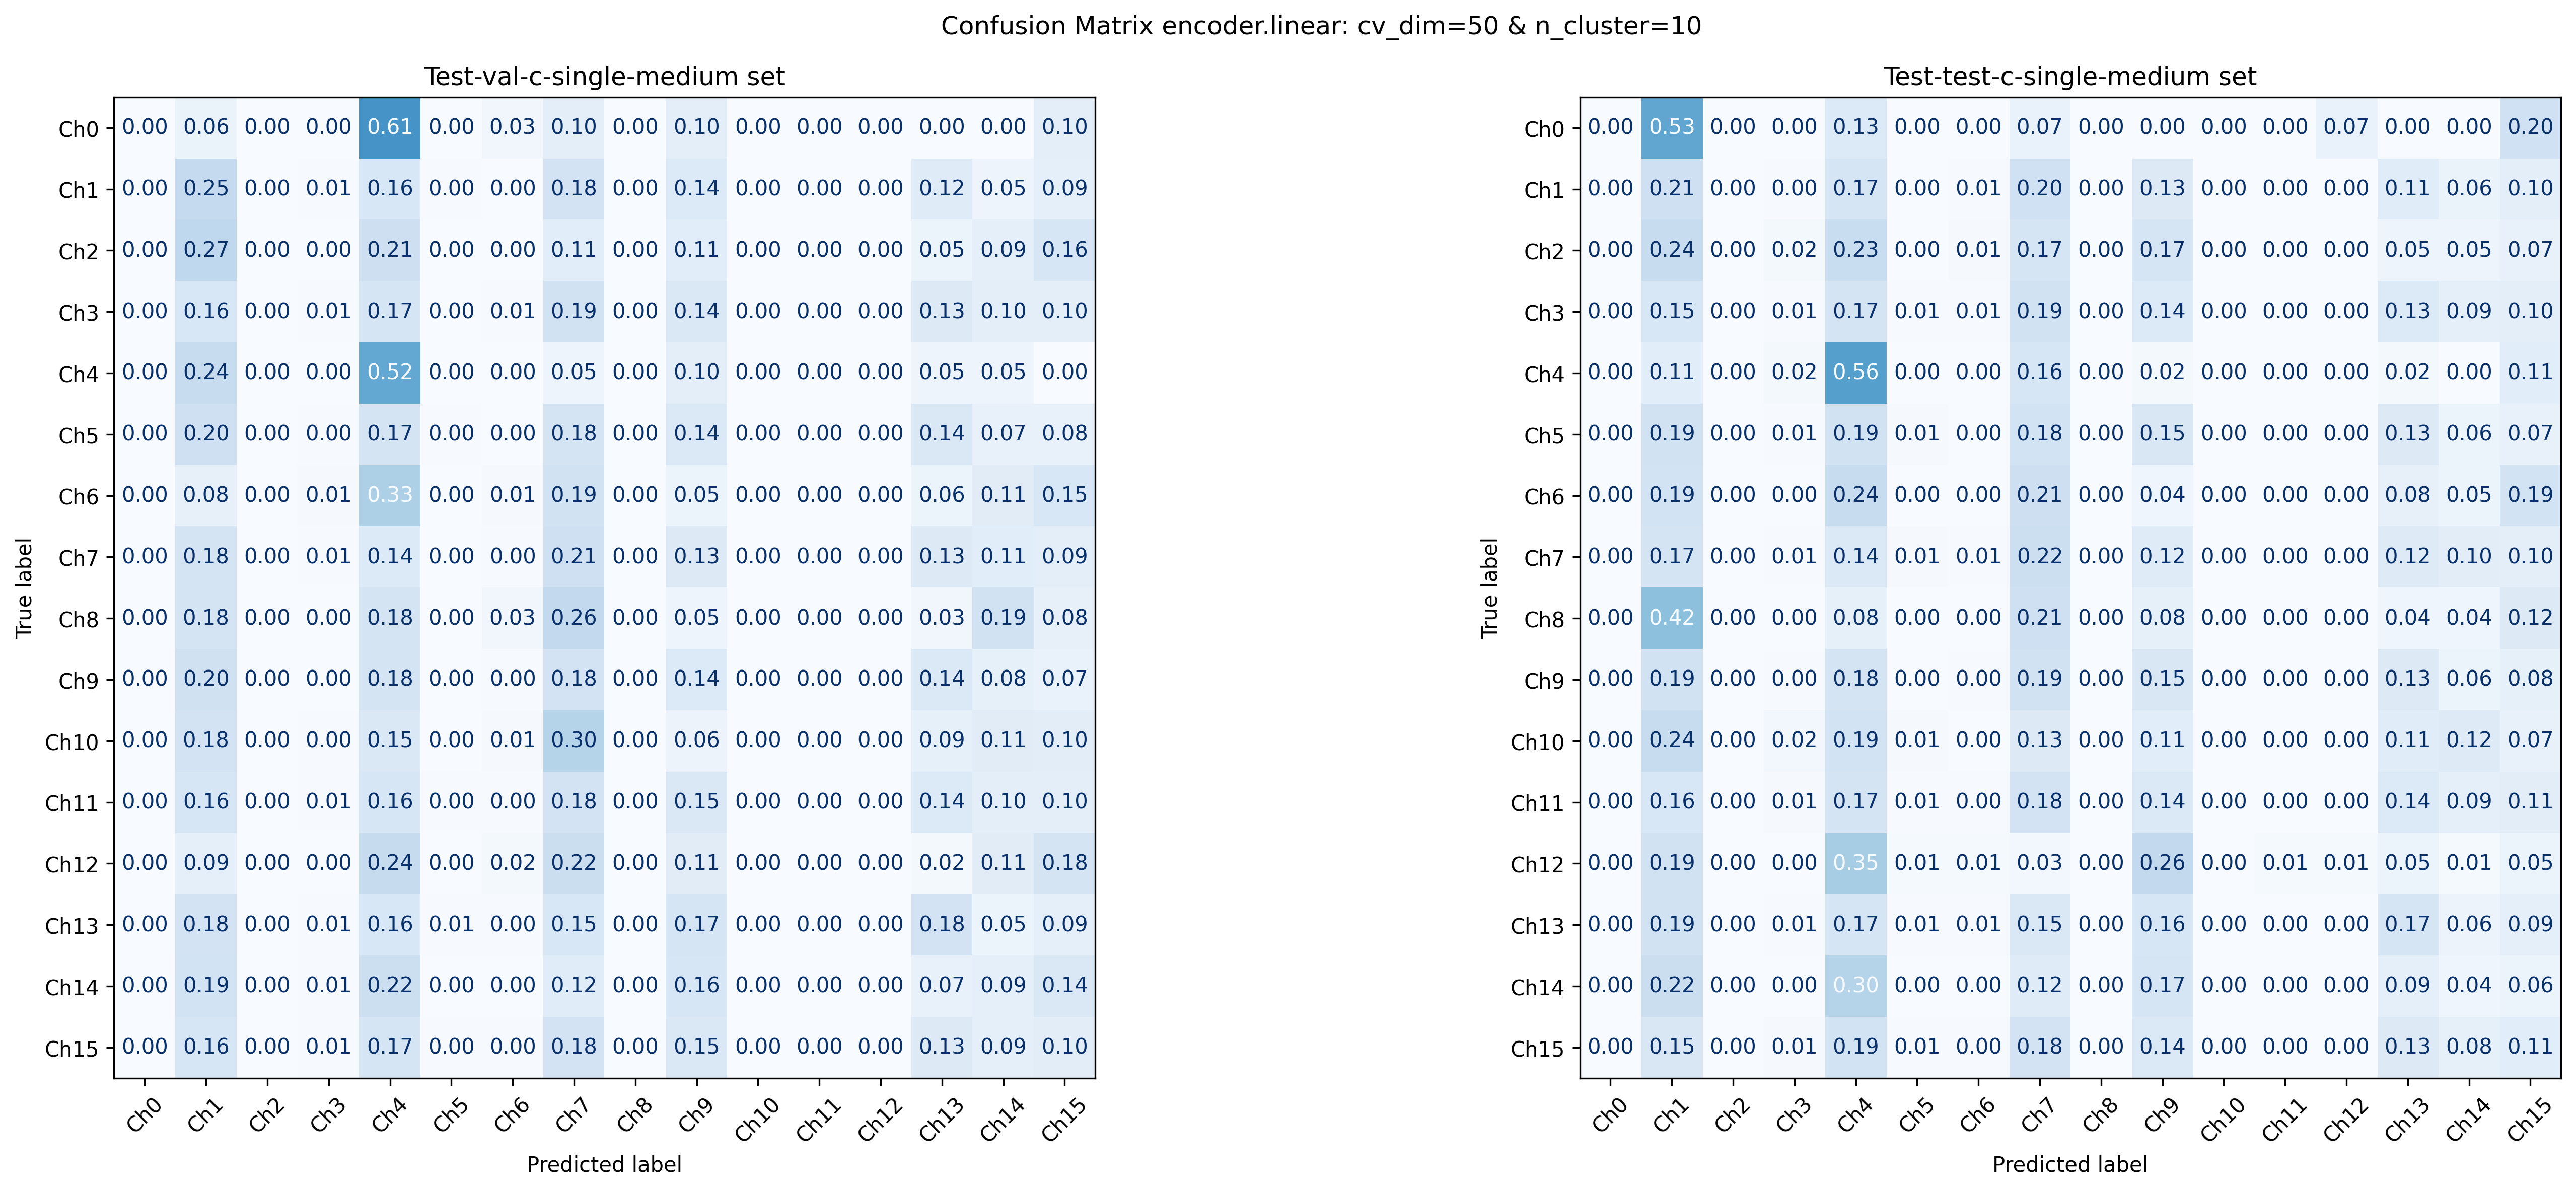 Confusion Matrix encoder.linear: cv_dim=50 & n_cluster=10
Test-val-c-single-medium set
Ch0 0.00 0.06 0.00 0.00 0.61 0.00 0.03 0.10 0.00 0.10 0.00 0.00 0.00 0.00 0.00 0.10
Ch1 0.00 0.25 0.00 0.01 0.16 0.00 0.00 0.18 0.00 0.14 0.00 0.00 0.00 0.12 0.05 0.09
Ch2 0.00 0.27 0.00 0.00 0.21 0.00 0.00 0.11 0.00 0.11 0.00 0.00 0.00 0.05 0.09 0.16
Ch3 0.00 0.16 0.00 0.01 0.17 0.00 0.01 0.19 0.00 0.14 0.00 0.00 0.00 0.13 0.10 0.10
Ch4 0.00 0.24 0.00 0.00 0.52 0.00 0.00 0.05 0.00 0.10 0.00 0.00 0.00 0.05 0.05 0.00
Ch5 0.00 0.20 0.00 0.00 0.17 0.00 0.00 0.18 0.00 0.14 0.00 0.00 0.00 0.14 0.07 0.08
Ch6 0.00 0.08 0.00 0.01 0.33 0.00 0.01 0.19 0.00 0.05 0.00 0.00 0.00 0.06 0.11 0.15
Ch7 0.00 0.18 0.00 0.01 0.14 0.00 0.00 0.21 0.00 0.13 0.00 0.00 0.00 0.13 0.11 0.09
Ch8 0.00 0.18 0.00 0.00 0.18 0.00 0.03 0.26 0.00 0.05 0.00 0.00 0.00 0.03 0.19 0.08
Ch9 0.00 0.20 0.00 0.00 0.18 0.00 0.00 0.18 0.00 0.14 0.00 0.00 0.00 0.14 0.08 0.07
Ch10 0.00 0.18 0.00 0.00 0.15 0.00 0.01 0.30 0.00 0.06 0.00 0.00 0.00 0.09 0.11 0.10
Ch11 0.00 0.16 0.00 0.01 0.16 0.00 0.00 0.18 0.00 0.15 0.00 0.00 0.00 0.14 0.10 0.10
Ch12 0.00 0.09 0.00 0.00 0.24 0.00 0.02 0.22 0.00 0.11 0.00 0.00 0.00 0.02 0.11 0.18
Ch13 0.00 0.18 0.00 0.01 0.16 0.01 0.00 0.15 0.00 0.17 0.00 0.00 0.00 0.18 0.05 0.09
Ch14 0.00 0.19 0.00 0.01 0.22 0.00 0.00 0.12 0.00 0.16 0.00 0.00 0.00 0.07 0.09 0.14
Ch15 0.00 0.16 0.00 0.01 0.17 0.00 0.00 0.18 0.00 0.15 0.00 0.00 0.00 0.13 0.09 0.10
True label
Ch0 Ch1 Ch2 Ch3 Ch4 Ch5 Ch6 Ch7 Ch8 Ch9 Ch10 Ch11 Ch12 Ch13 Ch14 Ch15
Predicted label
Test-test-c-single-medium set
Ch0 0.00 0.53 0.00 0.00 0.13 0.00 0.00 0.07 0.00 0.00 0.00 0.00 0.07 0.00 0.00 0.20
Ch1 0.00 0.21 0.00 0.00 0.17 0.00 0.01 0.20 0.00 0.13 0.00 0.00 0.00 0.11 0.06 0.10
Ch2 0.00 0.24 0.00 0.02 0.23 0.00 0.01 0.17 0.00 0.17 0.00 0.00 0.00 0.05 0.05 0.07
Ch3 0.00 0.15 0.00 0.01 0.17 0.01 0.01 0.19 0.00 0.14 0.00 0.00 0.00 0.13 0.09 0.10
Ch4 0.00 0.11 0.00 0.02 0.56 0.00 0.00 0.16 0.00 0.02 0.00 0.00 0.00 0.02 0.00 0.11
Ch5 0.00 0.19 0.00 0.01 0.19 0.01 0.00 0.18 0.00 0.15 0.00 0.00 0.00 0.13 0.06 0.07
Ch6 0.00 0.19 0.00 0.00 0.24 0.00 0.00 0.21 0.00 0.04 0.00 0.00 0.00 0.08 0.05 0.19
Ch7 0.00 0.17 0.00 0.01 0.14 0.01 0.01 0.22 0.00 0.12 0.00 0.00 0.00 0.12 0.10 0.10
Ch8 0.00 0.42 0.00 0.00 0.08 0.00 0.00 0.21 0.00 0.08 0.00 0.00 0.00 0.04 0.04 0.12
Ch9 0.00 0.19 0.00 0.00 0.18 0.00 0.00 0.19 0.00 0.15 0.00 0.00 0.00 0.13 0.06 0.08
Ch10 0.00 0.24 0.00 0.02 0.19 0.01 0.00 0.13 0.00 0.11 0.00 0.00 0.00 0.11 0.12 0.07
Ch11 0.00 0.16 0.00 0.01 0.17 0.01 0.00 0.18 0.00 0.14 0.00 0.00 0.00 0.14 0.09 0.11
Ch12 0.00 0.19 0.00 0.00 0.35 0.01 0.01 0.03 0.00 0.26 0.00 0.01 0.01 0.05 0.01 0.05
Ch13 0.00 0.19 0.00 0.01 0.17 0.01 0.01 0.15 0.00 0.16 0.00 0.00 0.00 0.17 0.06 0.09
Ch14 0.00 0.22 0.00 0.00 0.30 0.00 0.00 0.12 0.00 0.17 0.00 0.00 0.00 0.09 0.04 0.06
Ch15 0.00 0.15 0.00 0.01 0.19 0.01 0.00 0.18 0.00 0.14 0.00 0.00 0.00 0.13 0.08 0.11
True label
Ch0 Ch1 Ch2 Ch3 Ch4 Ch5 Ch6 Ch7 Ch8 Ch9 Ch10 Ch11 Ch12 Ch13 Ch14 Ch15
Predicted label